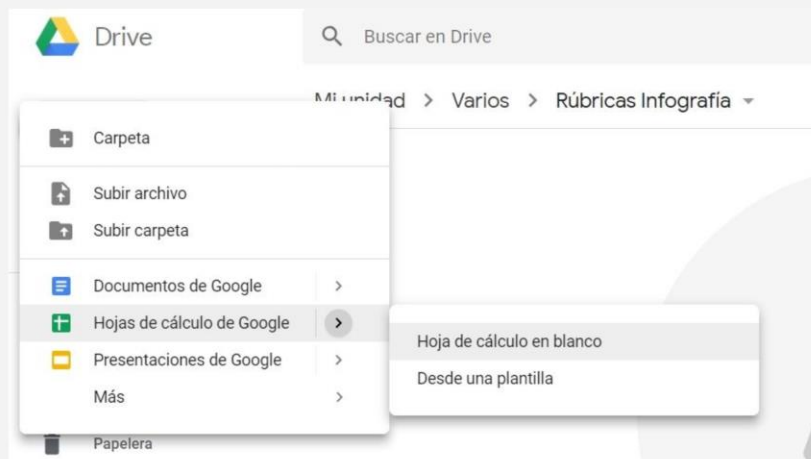 Drive
Buscar en Drive
Mi unidad > Varios > Rúbricas Infografía
Carpeta
Subir archivo
Subir carpeta
Documentos de Google
Hojas de cálculo de Google
Presentaciones de Google
Más
Hoja de cálculo en blanco
Desde una plantilla
Papelera